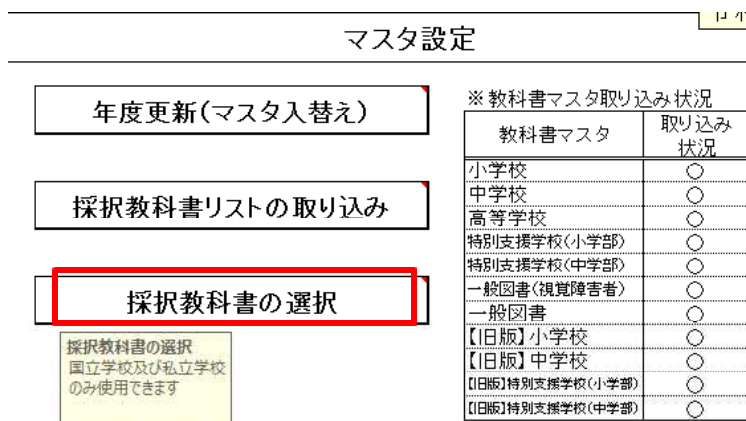 マスタ設定
年度更新(マスタ入替え)
採択教科書リストの取り込み
採択教科書の選択
採択教科書の選択
国立学校及び私立学校
のみ使用できます
※教科書マスタ取り込み状況
教科書マスタ 取り込み状況
小学校 ○
中学校 ○
高等学校 ○
特別支援学校(小学部) ○
特別支援学校(中学部) ○
一般図書(視覚障害者) ○
一般図書 ○
【旧版】小学校 ○
【旧版】中学校 ○
【旧版】特別支援学校(小学部) ○
【旧版】特別支援学校(中学部) ○